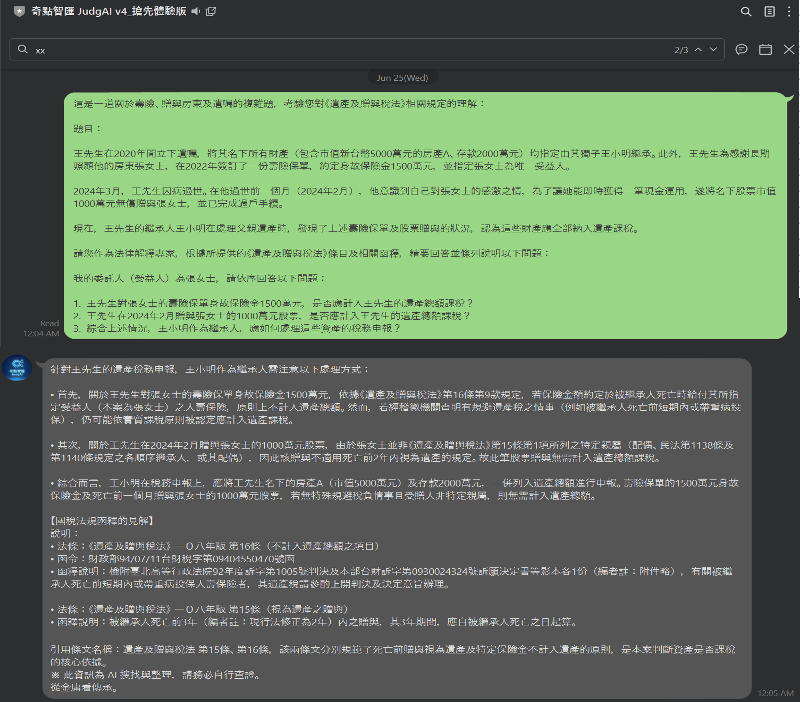 奇點智匯 JudgAI v4_搶先體驗版
xx
2/3
Jun 25(Wed)
這是一道關於壽險、贈與房東及遺囑的複雜題，考驗您對《遺產及贈與稅法》相關規定的理解：
題目：
王先生在2020年間立下遺囑，將其名下所有財產（包含市值新台幣5000萬元的房產A、存款2000萬元）均指定由其獨子王小明繼承。此外，王先生為感謝長期
照顧他的房東張女士，在2022年簽訂了一份壽險保單，約定身故保險金1500萬元，並指定張女士為唯一受益人。
2024年3月，王先生因病過世。在他過世前一個月（2024年2月），他意識到自己對張女士的感激之情，為了讓她能即時獲得一筆現金運用，遂將名下股票市值
1000萬元無償贈與張女士，並已完成過戶手續。
現在，王先生的繼承人王小明在處理父親遺產時，發現了上述壽險保單及股票贈與的狀況，認為這些財產應全部納入遺產課稅。
請您作為法律解釋專家，根據所提供的《遺產及贈與稅法》條目及相關函釋，精要回答並條列說明以下問題：
我的委託人（受益人）為張女士，請依序回答以下問題：
1. 王先生對張女士的壽險保單身故保險金1500萬元，是否應計入王先生的遺產總額課稅？
2. 王先生在2024年2月贈與張女士的1000萬元股票，是否應計入王先生的遺產總額課稅？
3. 綜合上述情況，王小明作為繼承人，應如何處理這些資產的稅務申報？
Read
12:04 AM
針對王先生的遺產稅務申報，王小明作為繼承人需注意以下處理方式：
• 首先，關於王先生對張女士的壽險保單身故保險金1500萬元，依據《遺產及贈與稅法》第16條第9款規定，若保險金額約定於被繼承人死亡時給付其所指
定受益人（本案為張女士）之人壽保險，原則上不計入遺產總額。然而，若經稽徵機關查明有規避遺產稅之情事（例如被繼承人死亡前短期內或帶重病投
保），仍可能依實質課稅原則被認定應計入遺產課稅。
• 其次，關於王先生在2024年2月贈與張女士的1000萬元股票，由於張女士並非《遺產及贈與稅法》第15條第1項所列之特定親屬（配偶、民法第1138條及
第1140條規定之各順序繼承人，或其配偶），因此該贈與不適用死亡前2年內視為遺產的規定。故此筆股票贈與無需計入遺產總額課稅。
• 綜合而言，王小明在稅務申報上，應將王先生名下的房產A（市值5000萬元）及存款2000萬元，一併列入遺產總額進行申報。壽險保單的1500萬元身故
保險金及死亡前一個月贈與張女士的1000萬元股票，若無特殊規避稅負情事且受贈人非特定親屬，則無需計入遺產總額。
【國稅法規函釋的見解】
說明：
• 法條：《遺產及贈與稅法》一Ｏ八年版 第16條（不計入遺產總額之項目）
• 函令：財政部94/07/11台財稅字第09404550470號函
• 函釋說明：檢附臺北高等行政法院92年度訴字第1005號判決及本部台財訴字第0930024324號訴願決定書等影本各1份（編者註：附件略），有關被繼
承人死亡前短期內或帶重病投保人壽保險者，其遺產稅請參酌上開判決及決定意旨辦理。
• 法條：《遺產及贈與稅法》一Ｏ八年版 第15條（視為遺產之贈與）
• 函釋說明：被繼承人死亡前3年（編者註：現行法修正為2年）內之贈與，其3年期間，應自被繼承人死亡之日起算。
引用條文名稱：遺產及贈與稅法 第15條、第16條，該兩條文分別規範了死亡前贈與視為遺產及特定保險金不計入遺產的原則，是本案判斷資產是否課稅
的核心依據。
※ 此資訊為 AI 搜找與整理，請務必自行查證。
從金庸看傳承。
12:05 AM